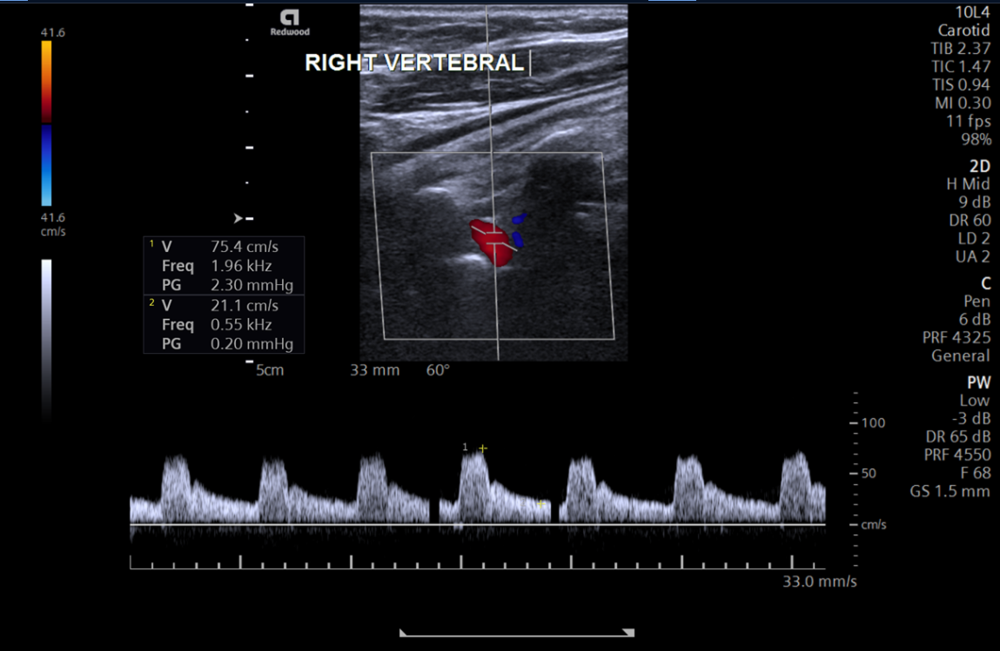 41.6
41.6
cm/s
Redwood
RIGHT VERTEBRAL
1 V 75.4 cm/s
Freq 1.96 kHz
PG 2.30 mmHg
2 V 21.1 cm/s
Freq 0.55 kHz
PG 0.20 mmHg
5cm 33 mm 60°
10L4
Carotid
TIB 2.37
TIC 1.47
TIS 0.94
MI 0.30
11 fps
98%
2D
H Mid
9 dB
DR 60
LD 2
UA 2
C
Pen
6 dB
PRF 4325
General
PW
Low
-3 dB
DR 65 dB
PRF 4550
F 68
GS 1.5 mm
100
1
50
cm/s
33.0 mm/s